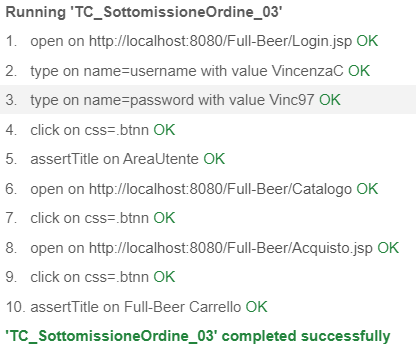 Running 'TC_SottomissioneOrdine_03'
1. open on http://localhost:8080/Full-Beer/Login.jsp OK
2. type on name=username with value VincenzaC OK
3. type on name=password with value Vinc97 OK
4. click on css=.btnn OK
5. assertTitle on AreaUtente OK
6. open on http://localhost:8080/Full-Beer/Catalogo OK
7. click on css=.btnn OK
8. open on http://localhost:8080/Full-Beer/Acquisto.jsp OK
9. click on css=.btnn OK
10. assertTitle on Full-Beer Carrello OK
'TC_SottomissioneOrdine_03' completed successfully